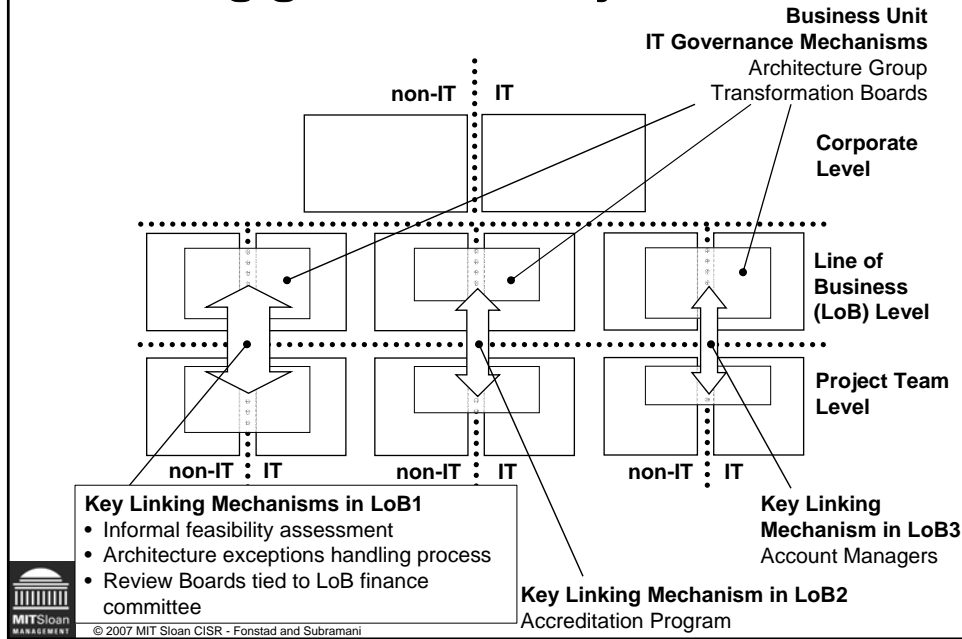 Business Unit
IT Governance Mechanisms
Architecture Group
Transformation Boards
non-IT IT
Corporate
Level
Line of
Business
(LoB) Level
Project Team
Level
non-IT IT
non-IT IT
non-IT IT
Key Linking Mechanisms in LoB1
• Informal feasibility assessment
• Architecture exceptions handling process
• Review Boards tied to LoB finance
committee
Key Linking
Mechanism in LoB3
Account Managers
Key Linking Mechanism in LoB2
Accreditation Program
MITSloan
MANAGEMENT
© 2007 MIT Sloan CISR - Fonstad and Subramani